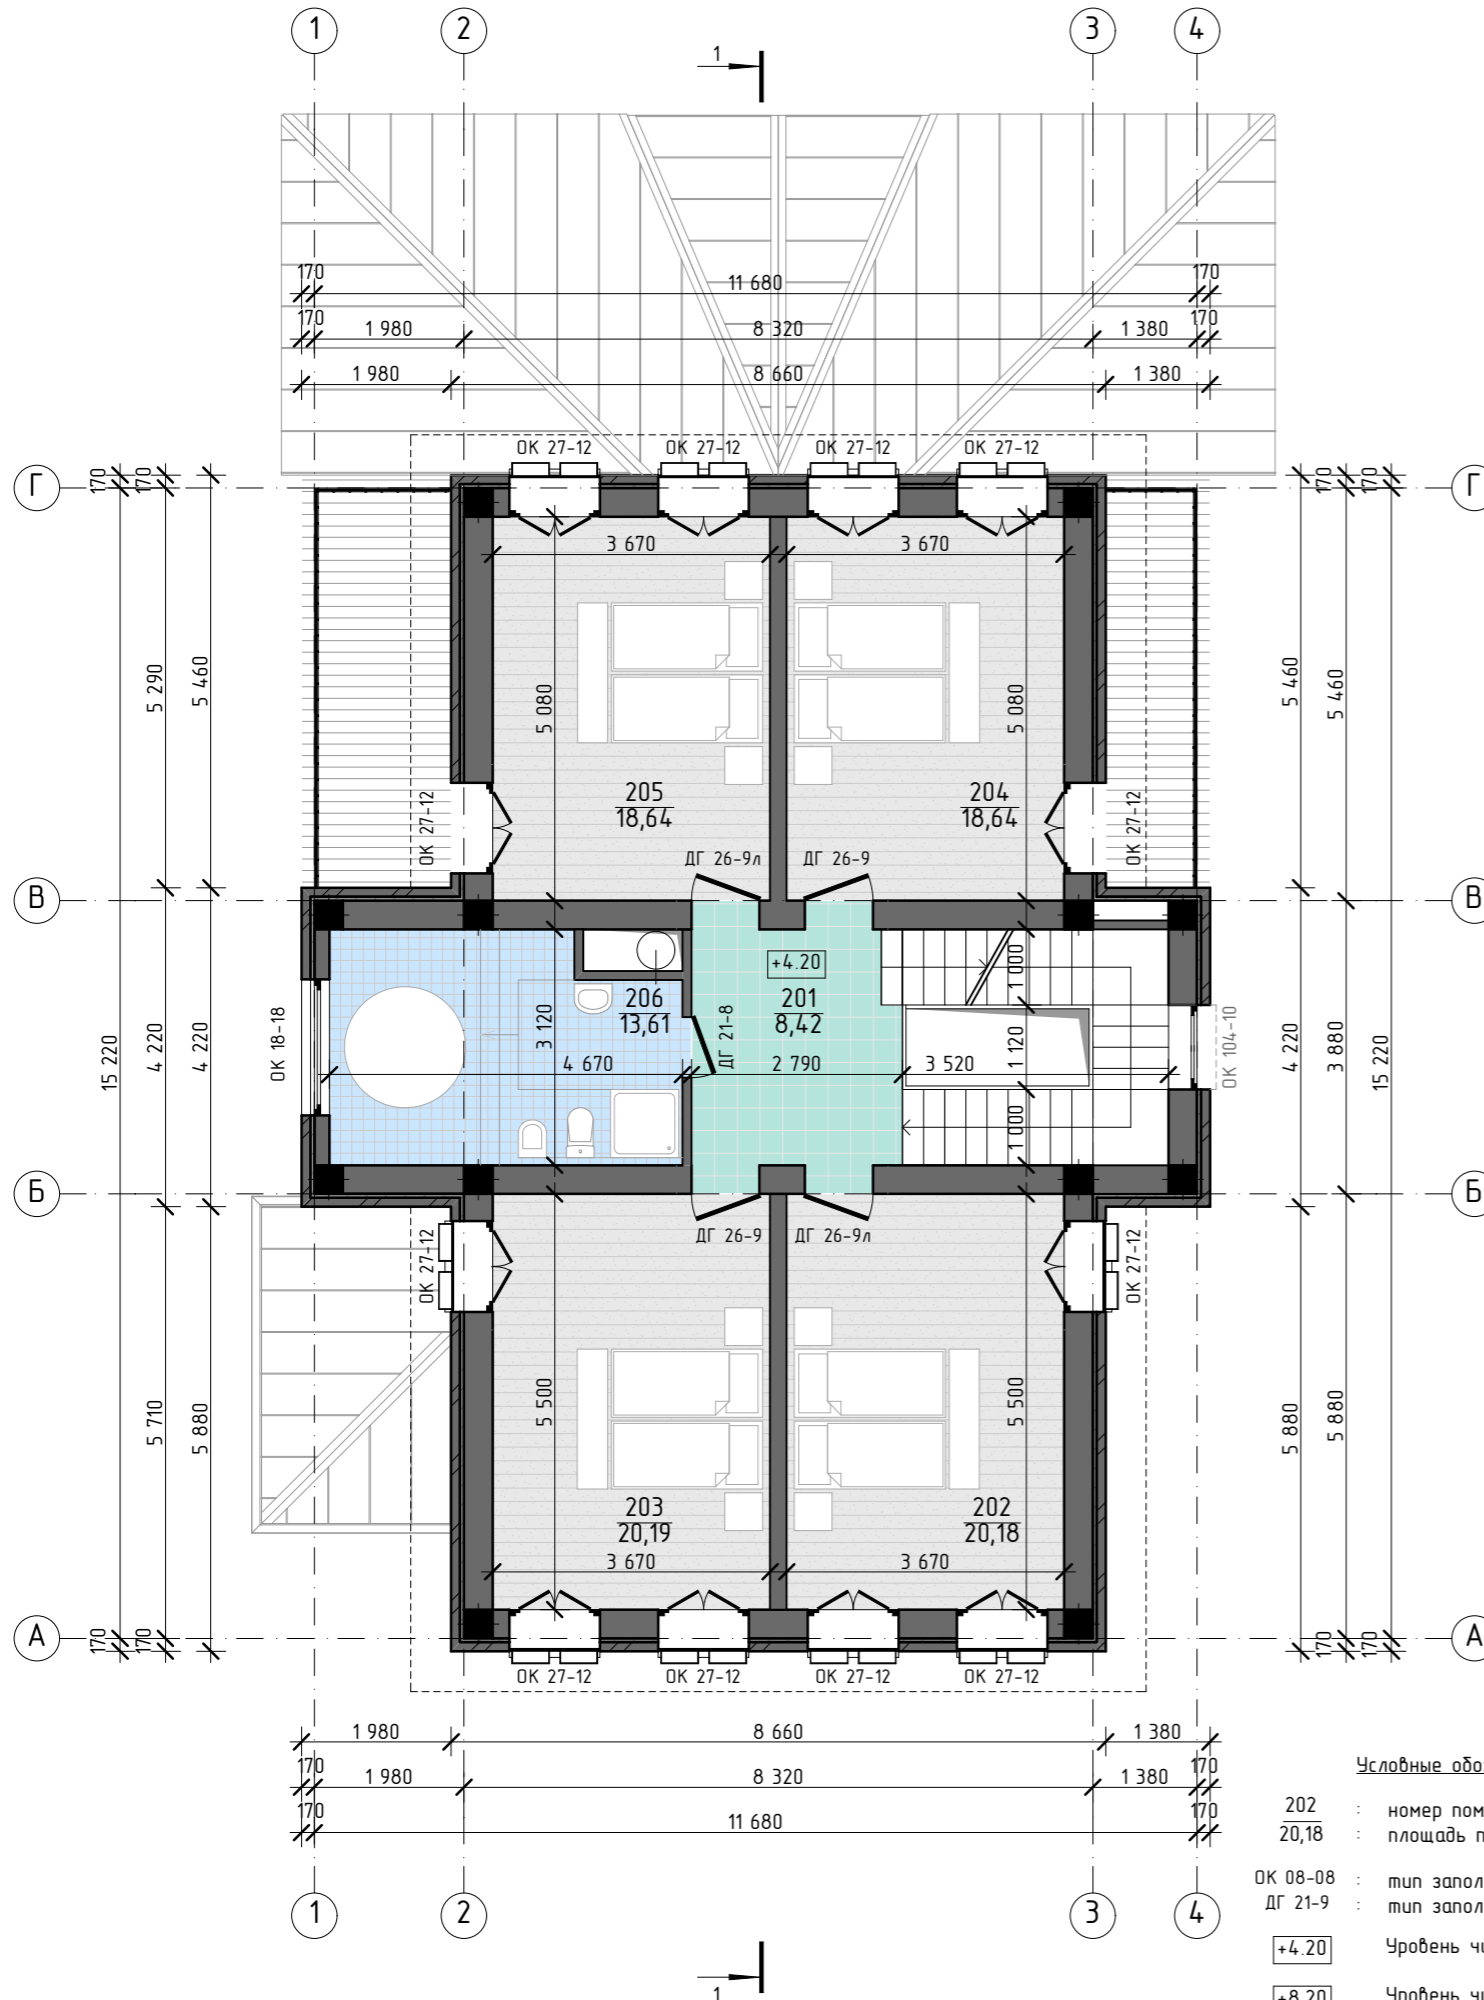 1 2 3 4
1
170 11 680 170
170 1 980 8 320 1 380 170
1 980 8 660 1 380
ОК 27-12 ОК 27-12 ОК 27-12 ОК 27-12
Г 170 170 170 170 170 Г
3 670 3 670
5 290 5 460 5 080 5 080 5 460 5 460
205 204
18,64 18,64
ОК 27-12 ОК 27-12
ДГ 26-9л ДГ 26-9
В В
+4.20 1 000
206 201
13,61 8,42
ОК 18-18 3 120 ДГ 21-8 1 120 ОК 104-10
15 220 4 220 4 220 4 670 2 790 3 520 4 220 3 880 15 220
1 000
Б Б
ДГ 26-9 ДГ 26-9л
ОК 27-12 ОК 27-12
5 710 5 880 5 500 5 500 5 880 5 880
203 202
20,19 20,18
3 670 3 670
А 170 170 170 170 А
ОК 27-12 ОК 27-12 ОК 27-12 ОК 27-12
1 980 8 660 1 380
170 1 980 8 320 1 380 170
170 11 680 170
Условные обо
202 : номер пом
20,18 : площадь п
ОК 08-08 : тип запол
ДГ 21-9 : тип запол
1 2 3 4
+4.20 Уровень чи
1
+8.20 Уровень чи